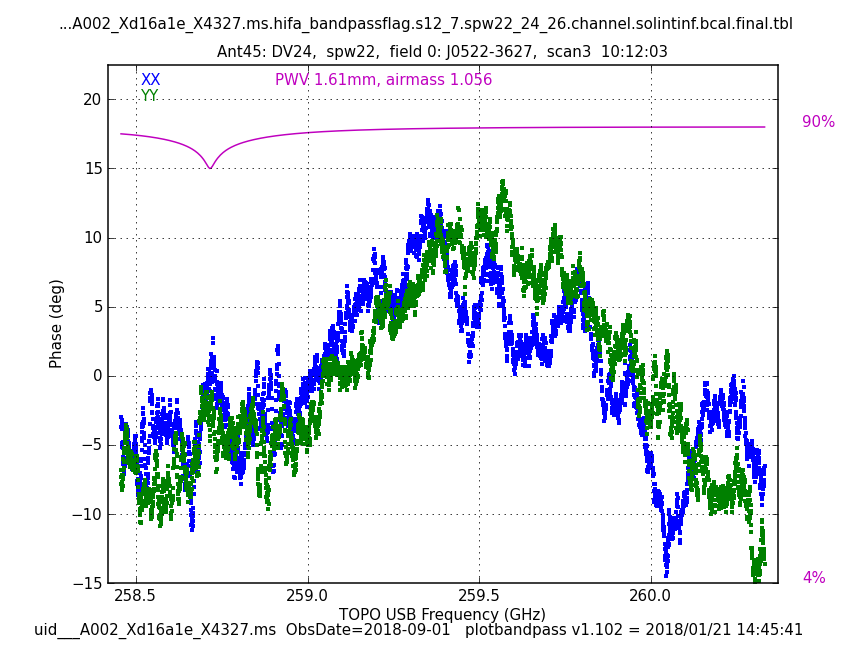 ...A002_Xd16a1e_X4327.ms.hifa_bandpassflag.s12_7.spw22_24_26.channel.solintinf.bcal.final.tbl
Ant45: DV24,  spw22,  field 0: J0522-3627,  scan3  10:12:03
XX
PWV 1.61mm, airmass 1.056
YY
90%
20
15
10
5
0
−5
−10
−15
Phase (deg)
4%
258.5 259.0 259.5 260.0
TOPO USB Frequency (GHz)
uid___A002_Xd16a1e_X4327.ms  ObsDate=2018-09-01   plotbandpass v1.102 = 2018/01/21 14:45:41